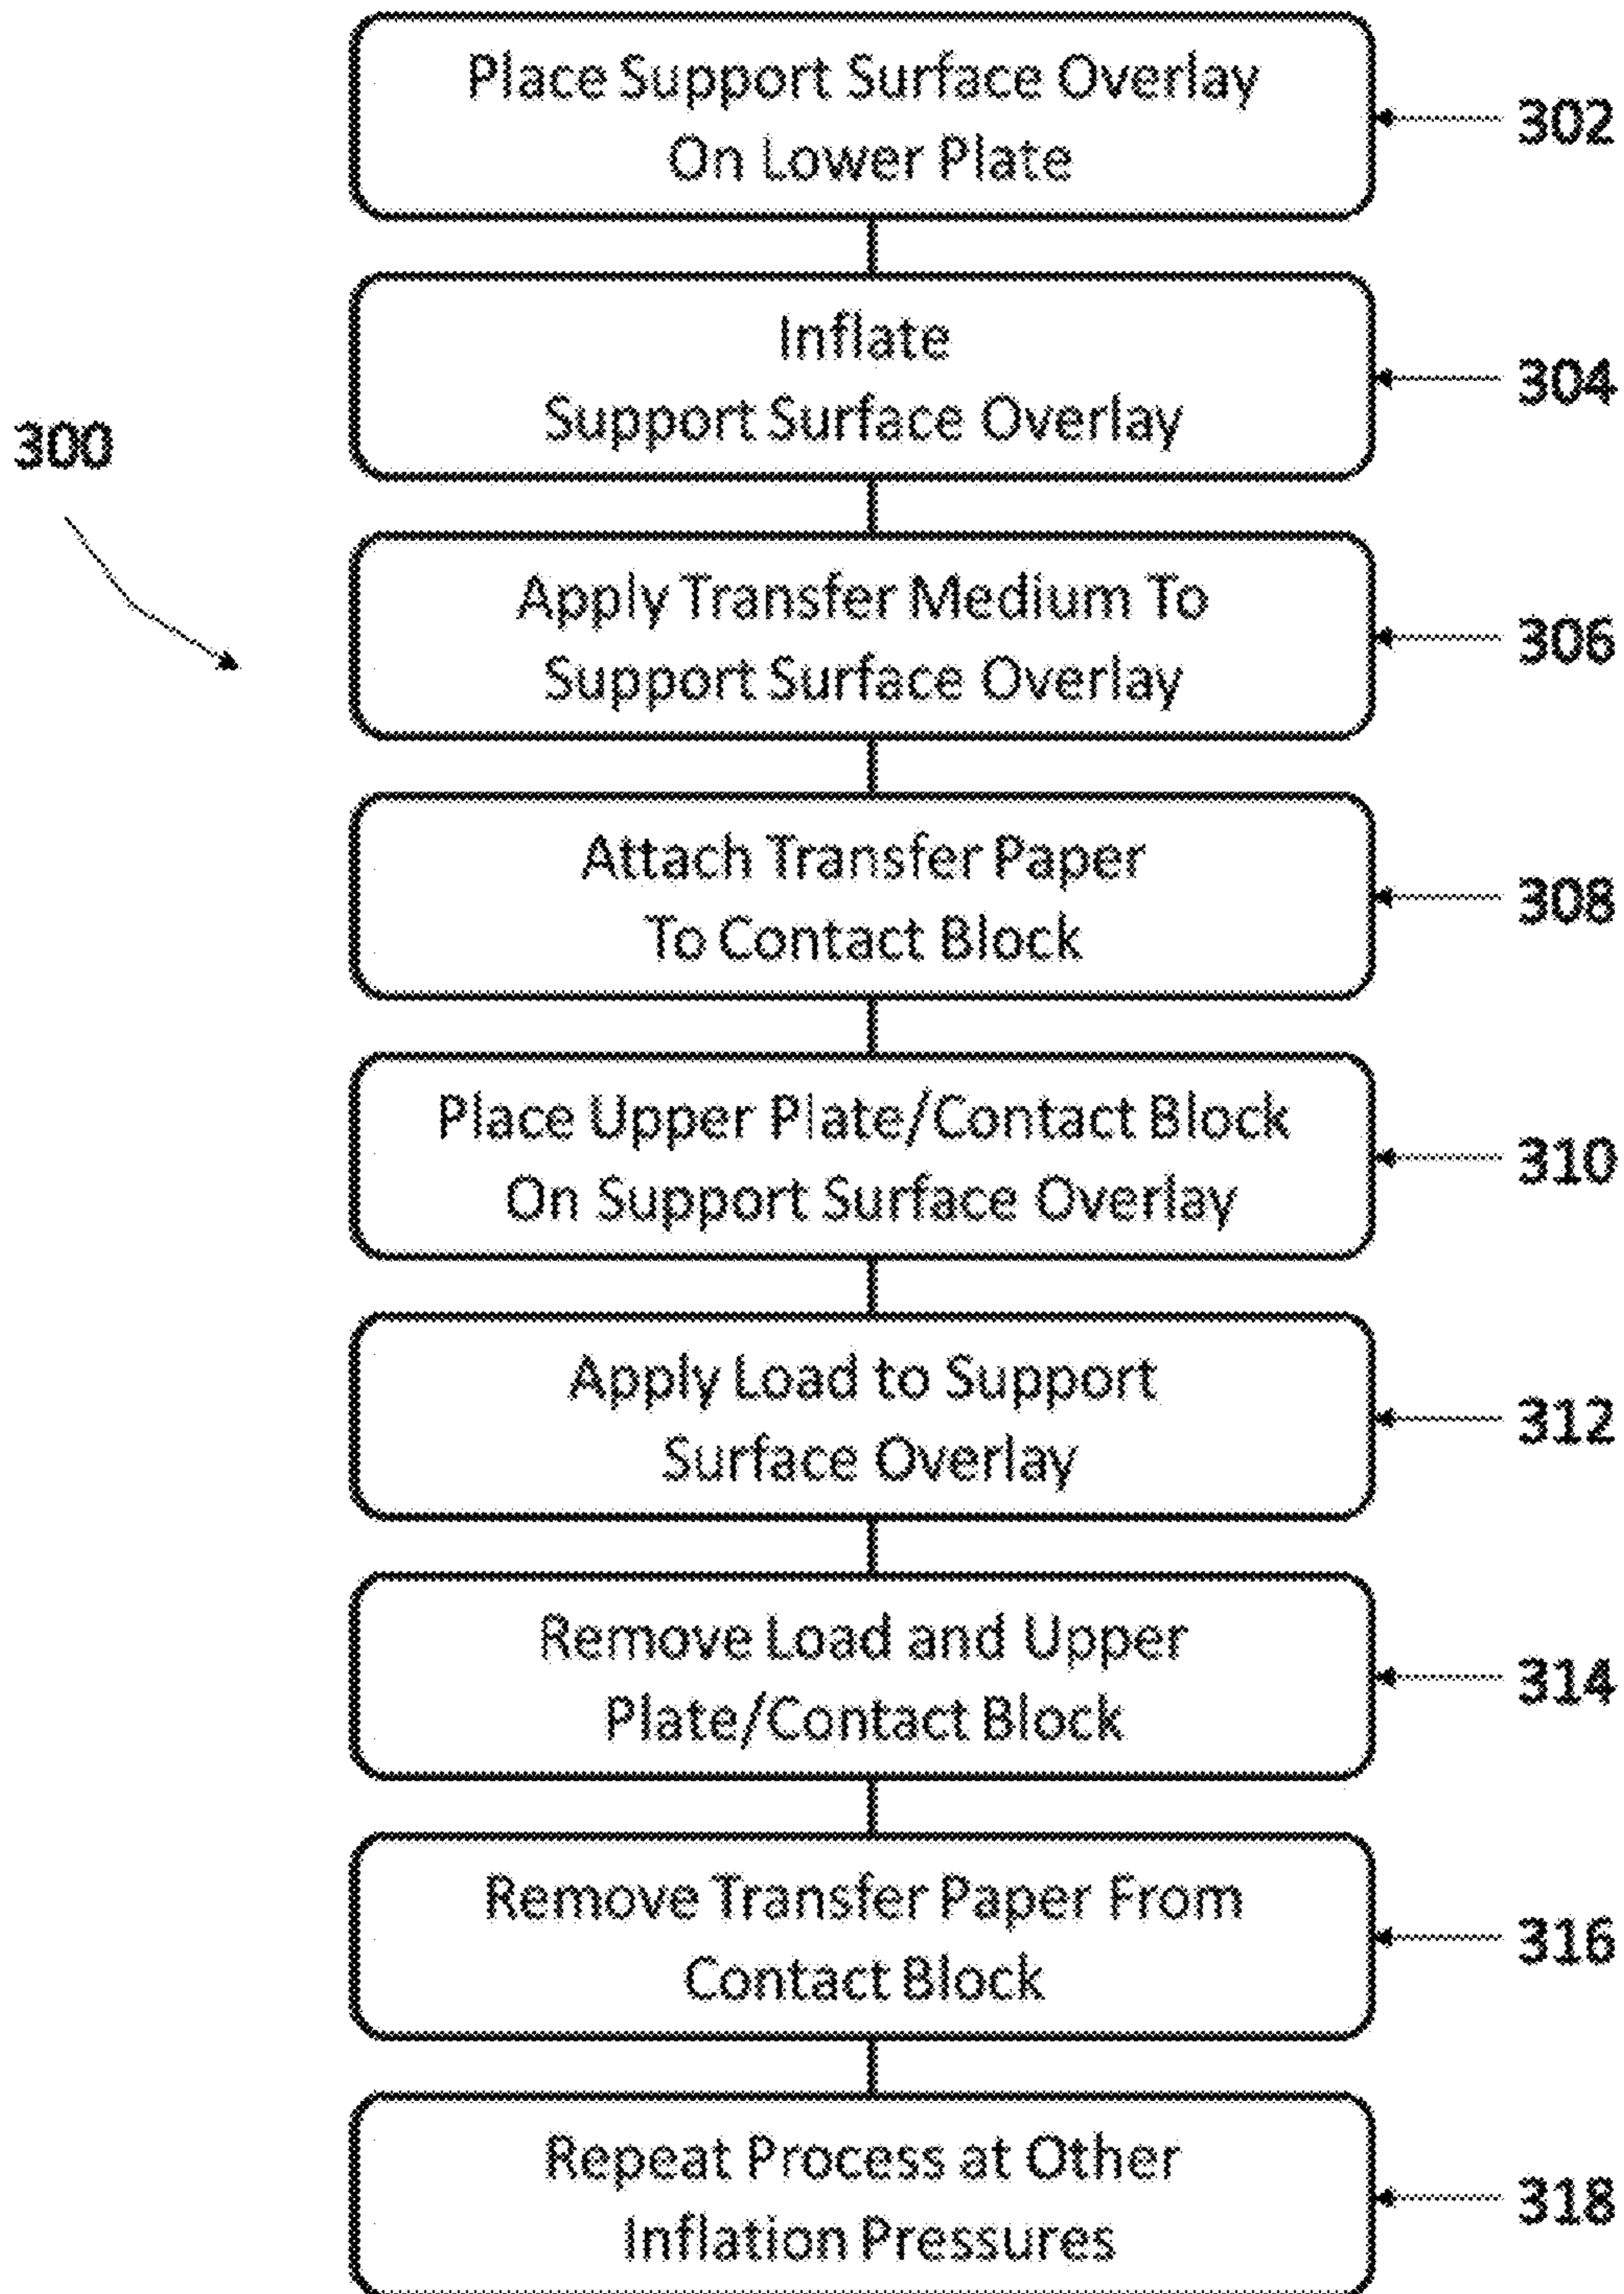 Place Support Surface Overlay
On Lower Plate
302
Inflate
Support Surface Overlay
304
300
Apply Transfer Medium To
Support Surface Overlay
306
Attach Transfer Paper
To Contact Block
308
Place Upper Plate/Contact Block
On Support Surface Overlay
310
Apply Load to Support
Surface Overlay
312
Remove Load and Upper
Plate/Contact Block
314
Remove Transfer Paper From
Contact Block
316
Repeat Process at Other
Inflation Pressures
318